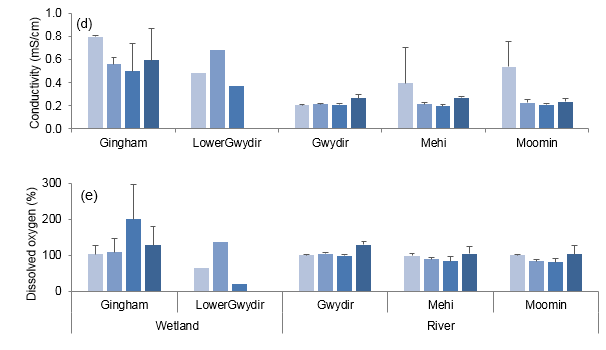 (d)
Conductivity (mS/cm)
1.0
0.8
0.6
0.4
0.2
0.0
Gingham LowerGwydir Gwydir Mehi Moomin
(e)
Dissolved oxygen (%)
300
200
100
0
Gingham LowerGwydir Gwydir Mehi Moomin
Wetland River